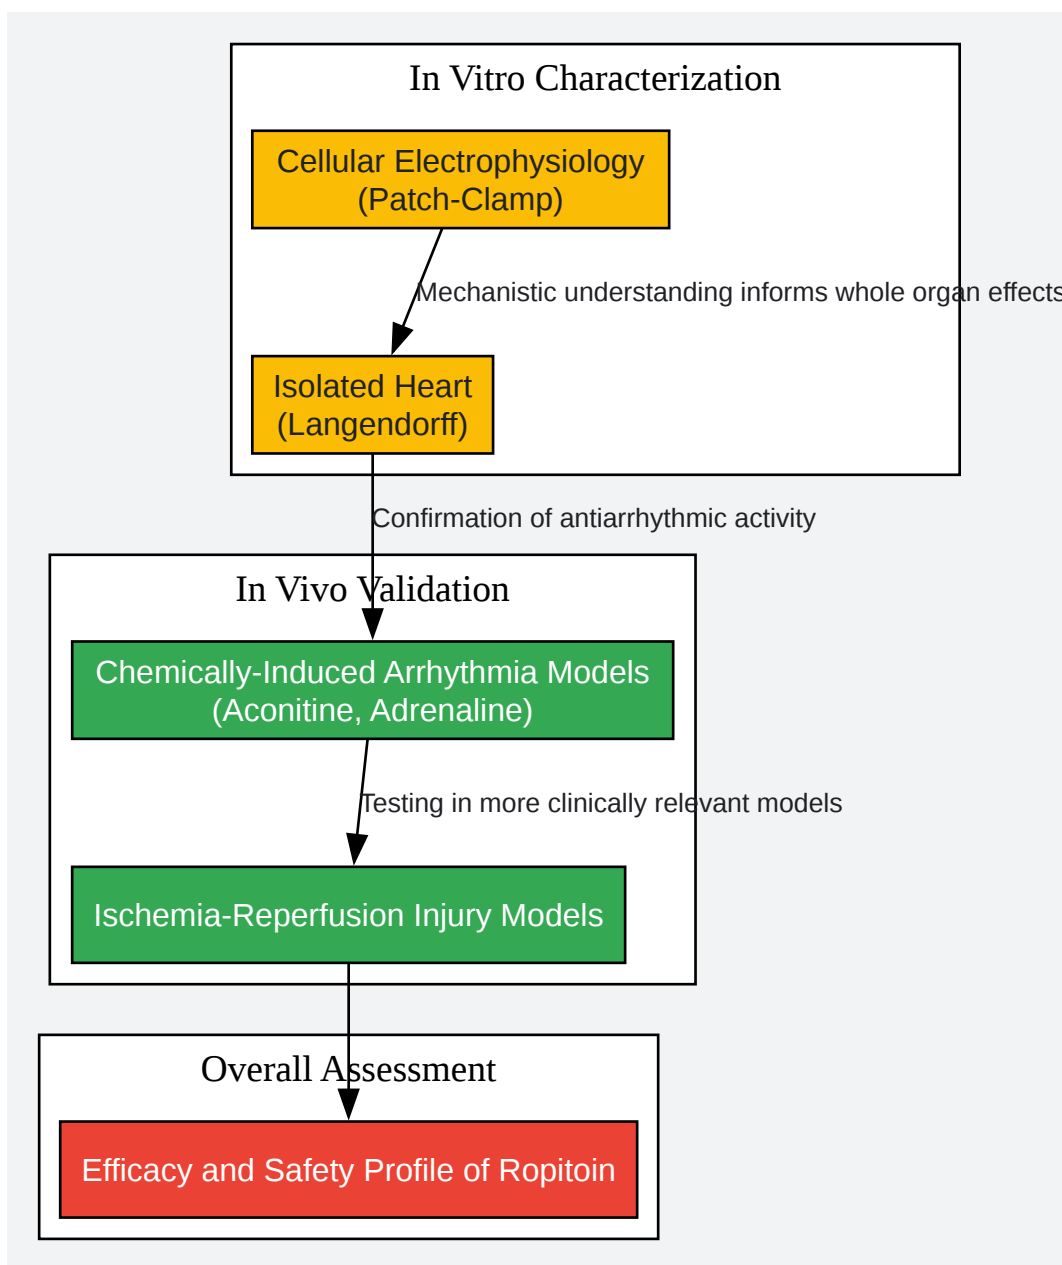 In Vitro Characterization
Cellular Electrophysiology
(Patch-Clamp)
Mechanistic understanding informs whole organ effects
Isolated Heart
(Langendorff)
Confirmation of antiarrhythmic activity
In Vivo Validation
Chemically-Induced Arrhythmia Models
(Aconitine, Adrenaline)
Testing in more clinically relevant models
Ischemia-Reperfusion Injury Models
Overall Assessment
Efficacy and Safety Profile of Ropitoin